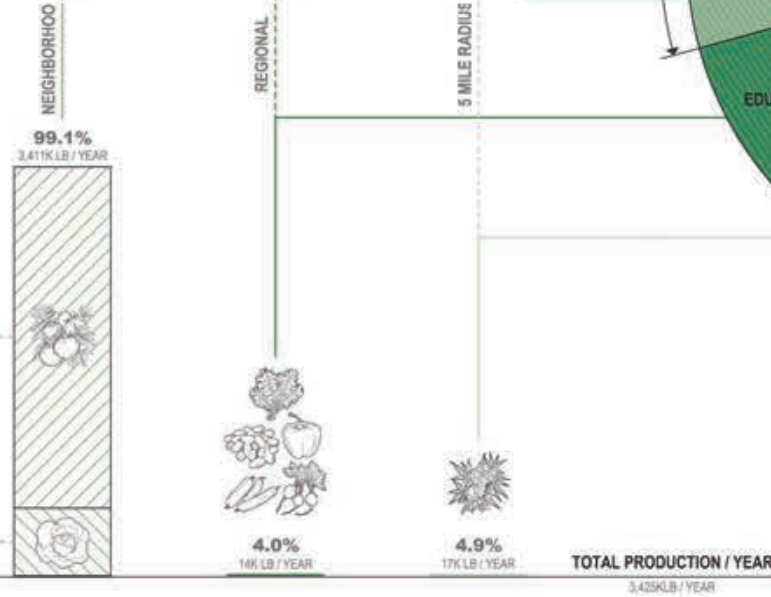 NEIGHBORHOO
REGIONAL
5 MILE RADIUS
EDU
99.1%
3,411K LB / YEAR
4.0%
14K LB / YEAR
4.9%
17K LB / YEAR
TOTAL PRODUCTION / YEAR
3,425KLB / YEAR